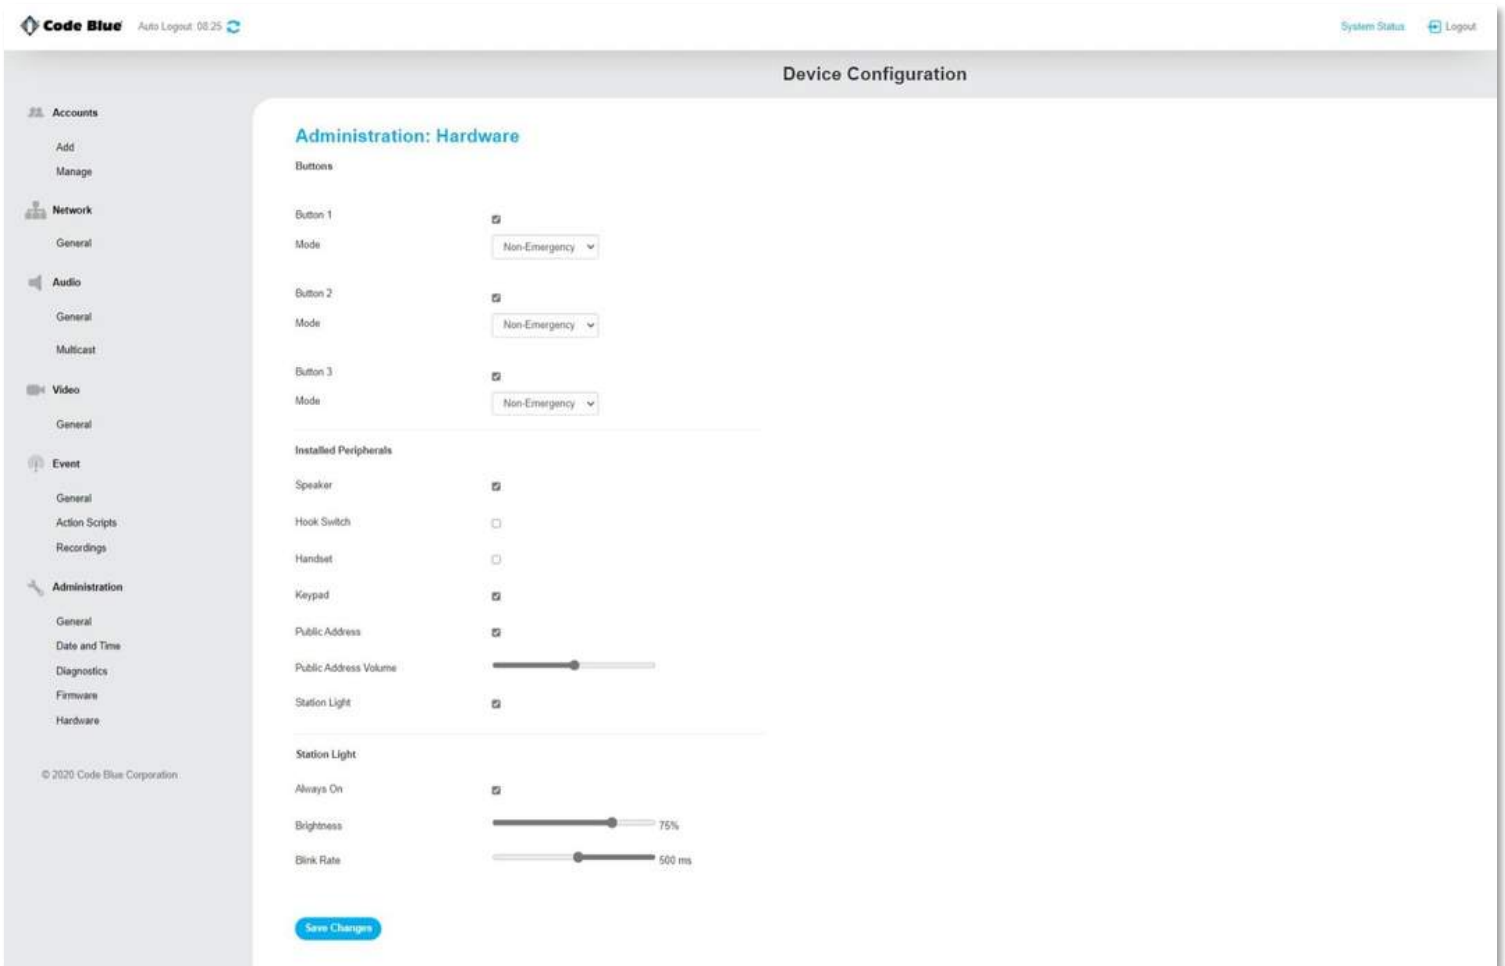 Code Blue Auto Logout: 08:25 System Status Logout
Device Configuration
Accounts
Add
Manage
Network
General
Audio
General
Multicast
Video
General
Event
General
Action Scripts
Recordings
Administration
General
Date and Time
Diagnostics
Firmware
Hardware
© 2020 Code Blue Corporation
Administration: Hardware
Buttons
Button 1
Mode Non-Emergency
Button 2
Mode Non-Emergency
Button 3
Mode Non-Emergency
Installed Peripherals
Speaker
Hook Switch
Handset
Keypad
Public Address
Public Address Volume
Station Light
Station Light
Always On
Brightness 75%
Blink Rate 500 ms
Save Changes